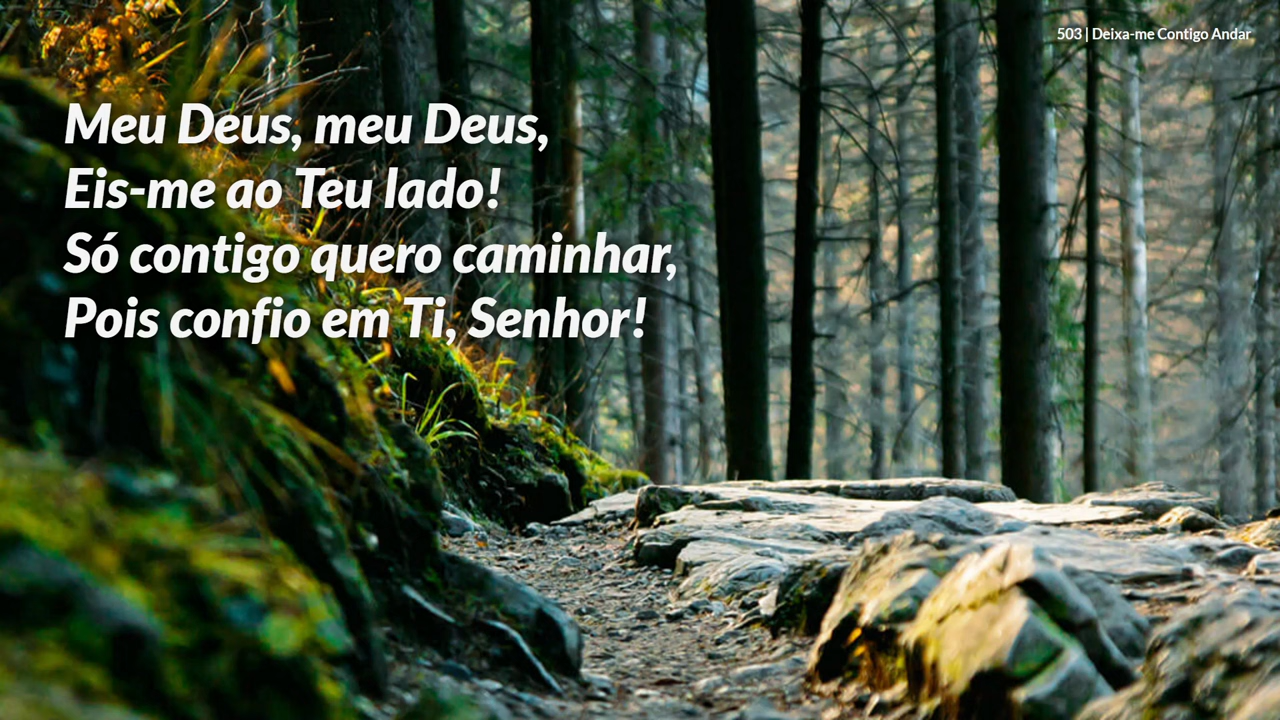 503 | Deixa-me Contigo Andar
Meu Deus, meu Deus,
Eis-me ao Teu lado!
Só contigo quero caminhar,
Pois confio em Ti, Senhor!